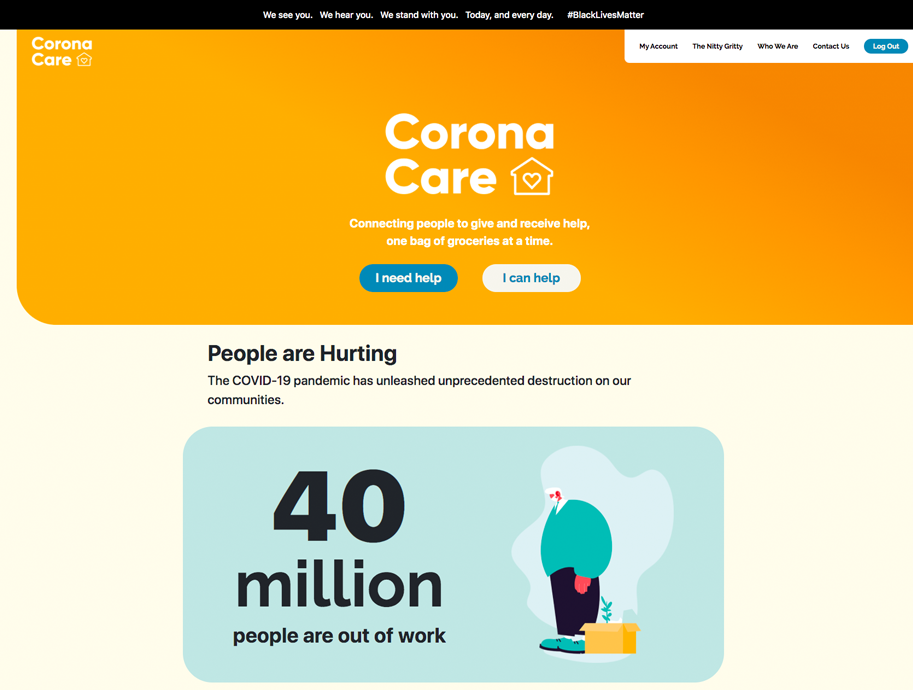 We see you. We hear you. We stand with you. Today, and every day. #BlackLivesMatter
Corona
Care
My Account The Nitty Gritty Who We Are Contact Us Log Out
Corona
Care
Connecting people to give and receive help,
one bag of groceries at a time.
I need help I can help
People are Hurting
The COVID-19 pandemic has unleashed unprecedented destruction on our
communities.
40
million
people are out of work